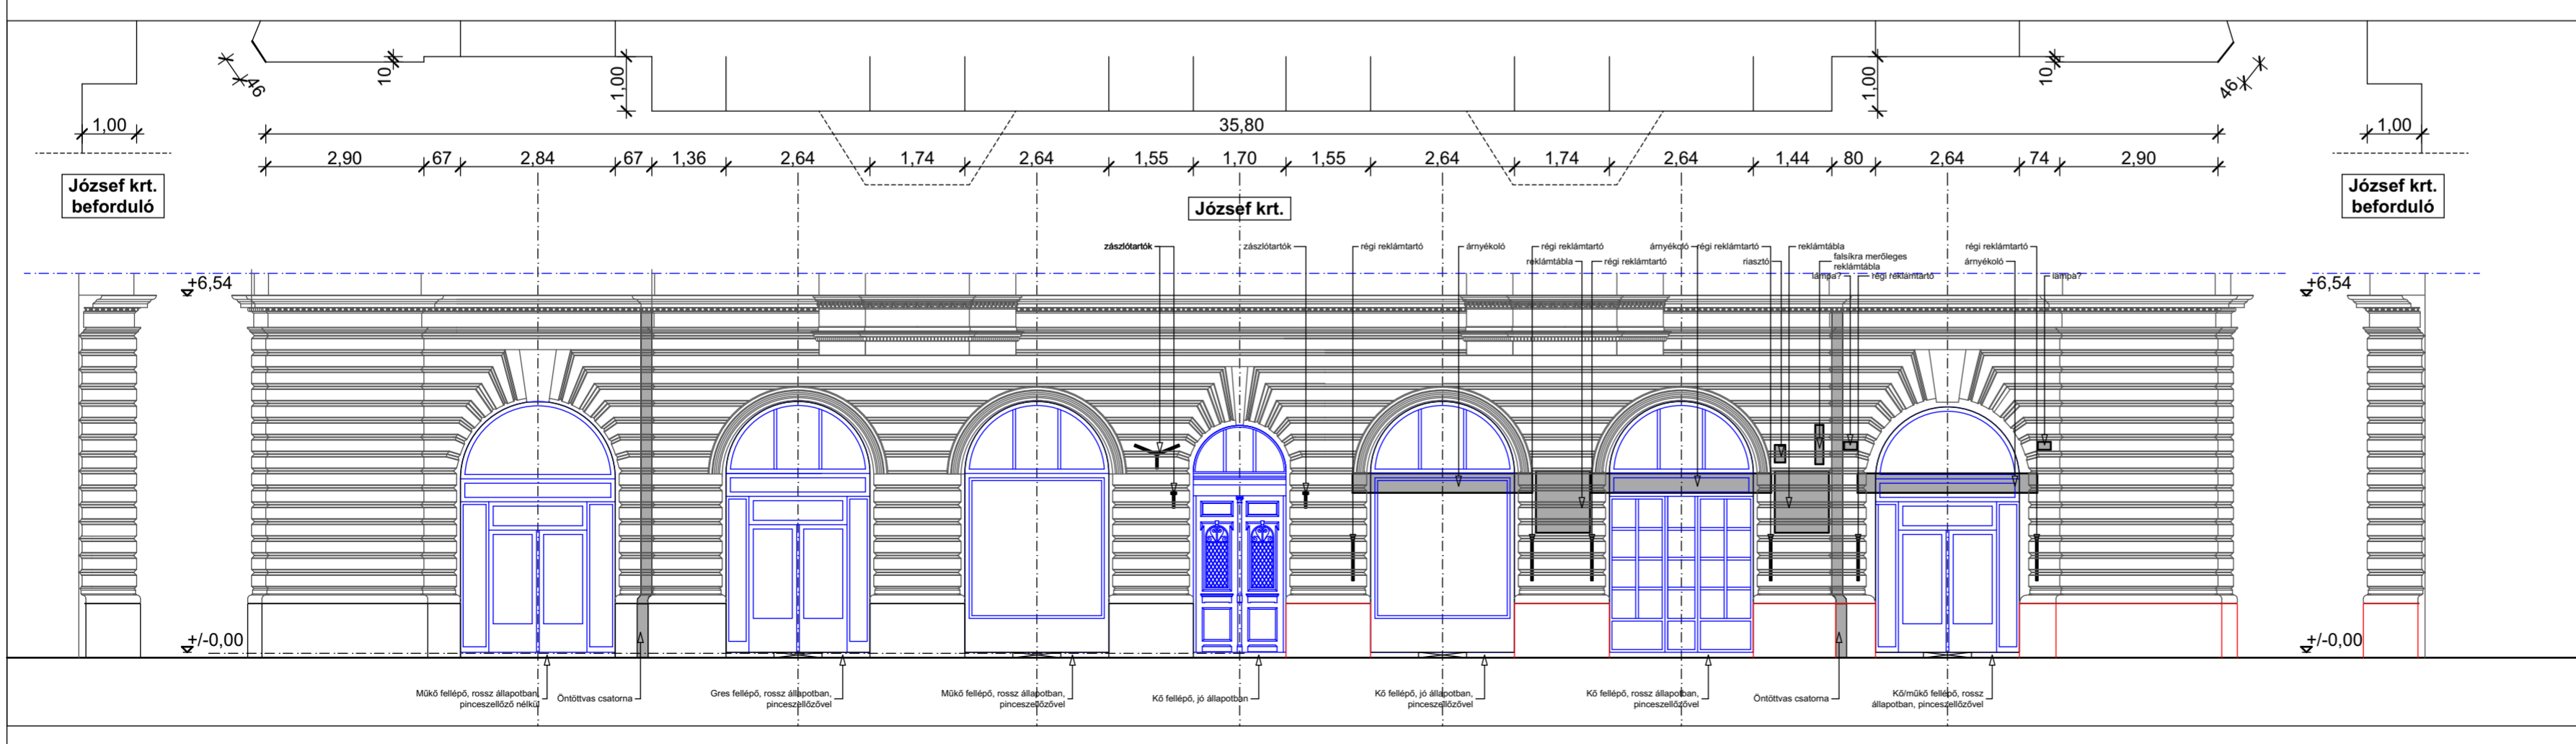 46
10
1,00
1,00
10
46
1,00
35,80
1,00
2,90 67 2,84 67 1,36 2,64 1,74 2,64 1,55 1,70 1,55 2,64 1,74 2,64 1,44 80 2,64 74 2,90
József krt.
beforduló
József krt.
József krt.
beforduló
zászlótartók
zászlótartók
régi reklámtartó
árnyékoló
régi reklámtartó
reklámtábla
régi reklámtartó
árnyékoló
régi reklámtartó
riasztó
reklámtábla
falsíkra merőleges
reklámtábla
lámpa?
régi reklámtartó
régi reklámtartó
árnyékoló
lámpa?
+6,54
+6,54
+/-0,00
+/-0,00
Műkő fellépő, rossz állapotban,
pinceszellőző nélkül
Öntöttvas csatorna
Gres fellépő, rossz állapotban,
pinceszellőzővel
Műkő fellépő, rossz állapotban,
pinceszellőzővel
Kő fellépő, jó állapotban
Kő fellépő, jó állapotban,
pinceszellőzővel
Kő fellépő, rossz állapotban,
pinceszellőzővel
Öntöttvas csatorna
Kő/műkő fellépő, rossz
állapotban, pinceszellőzővel